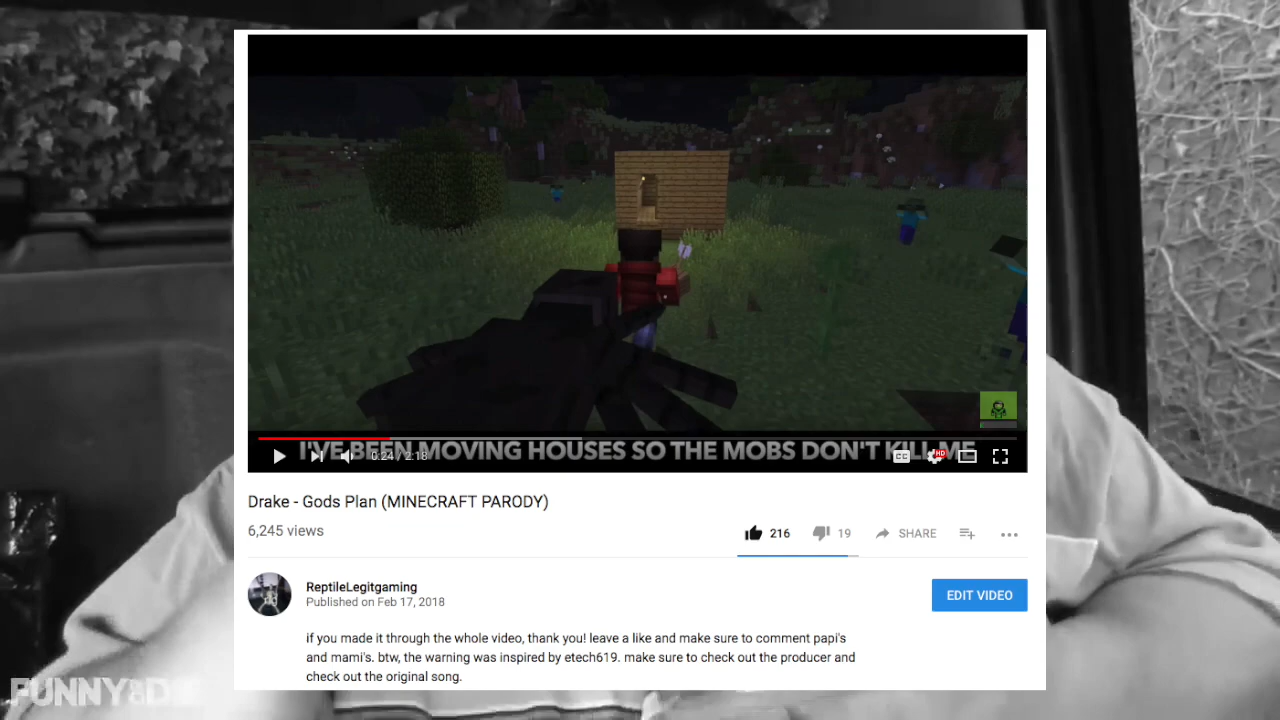 I'VE BEEN MOVING HOUSES SO THE MOBS DON'T KILL ME
0:24 / 2:18
CC
HD
Drake - Gods Plan (MINECRAFT PARODY)
6,245 views
216
19
SHARE
ReptileLegitgaming
Published on Feb 17, 2018
EDIT VIDEO
if you made it through the whole video, thank you! leave a like and make sure to comment papi's
and mami's. btw, the warning was inspired by etech619. make sure to check out the producer and
check out the original song.
FUNNY OR DIE